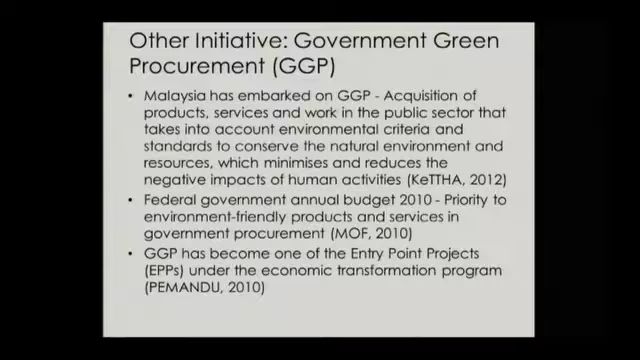 Other Initiative: Government Green
Procurement (GGP)
• Malaysia has embarked on GGP - Acquisition of
products, services and work in the public sector that
takes into account environmental criteria and
standards to conserve the natural environment and
resources, which minimises and reduces the
negative impacts of human activities (KeTTHA, 2012)
• Federal government annual budget 2010 - Priority to
environment-friendly products and services in
government procurement (MOF, 2010)
• GGP has become one of the Entry Point Projects
(EPPs) under the economic transformation program
(PEMANDU, 2010)